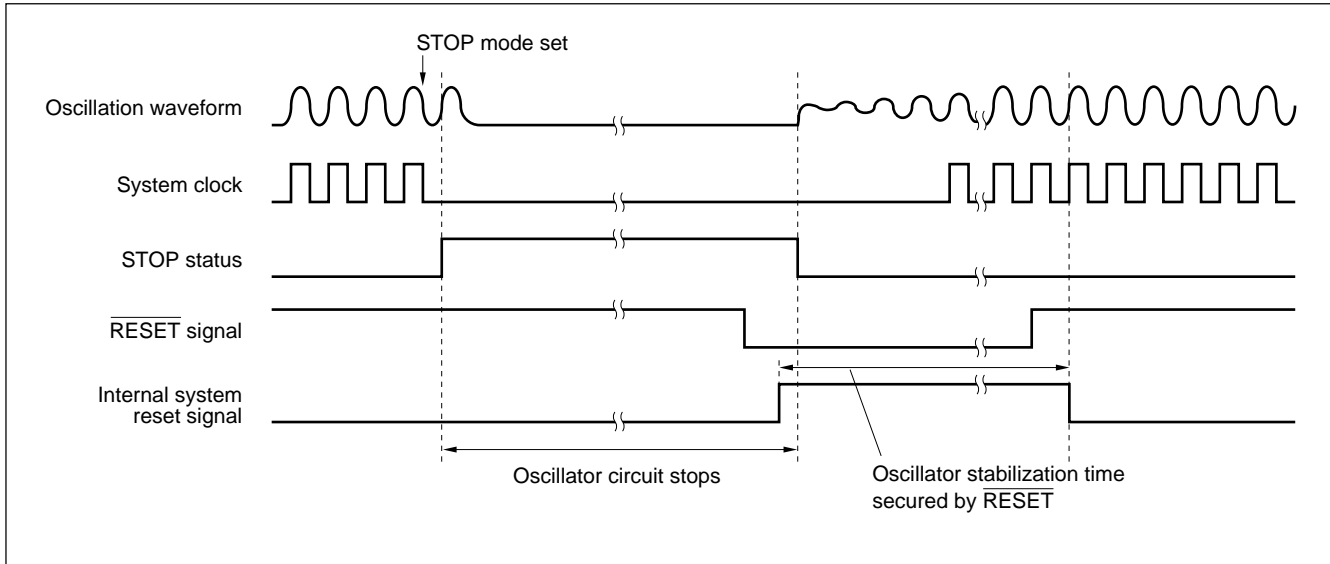 STOP mode set
Oscillation waveform
System clock
STOP status
RESET signal
Internal system
reset signal
Oscillator circuit stops
Oscillator stabilization time
secured by RESET